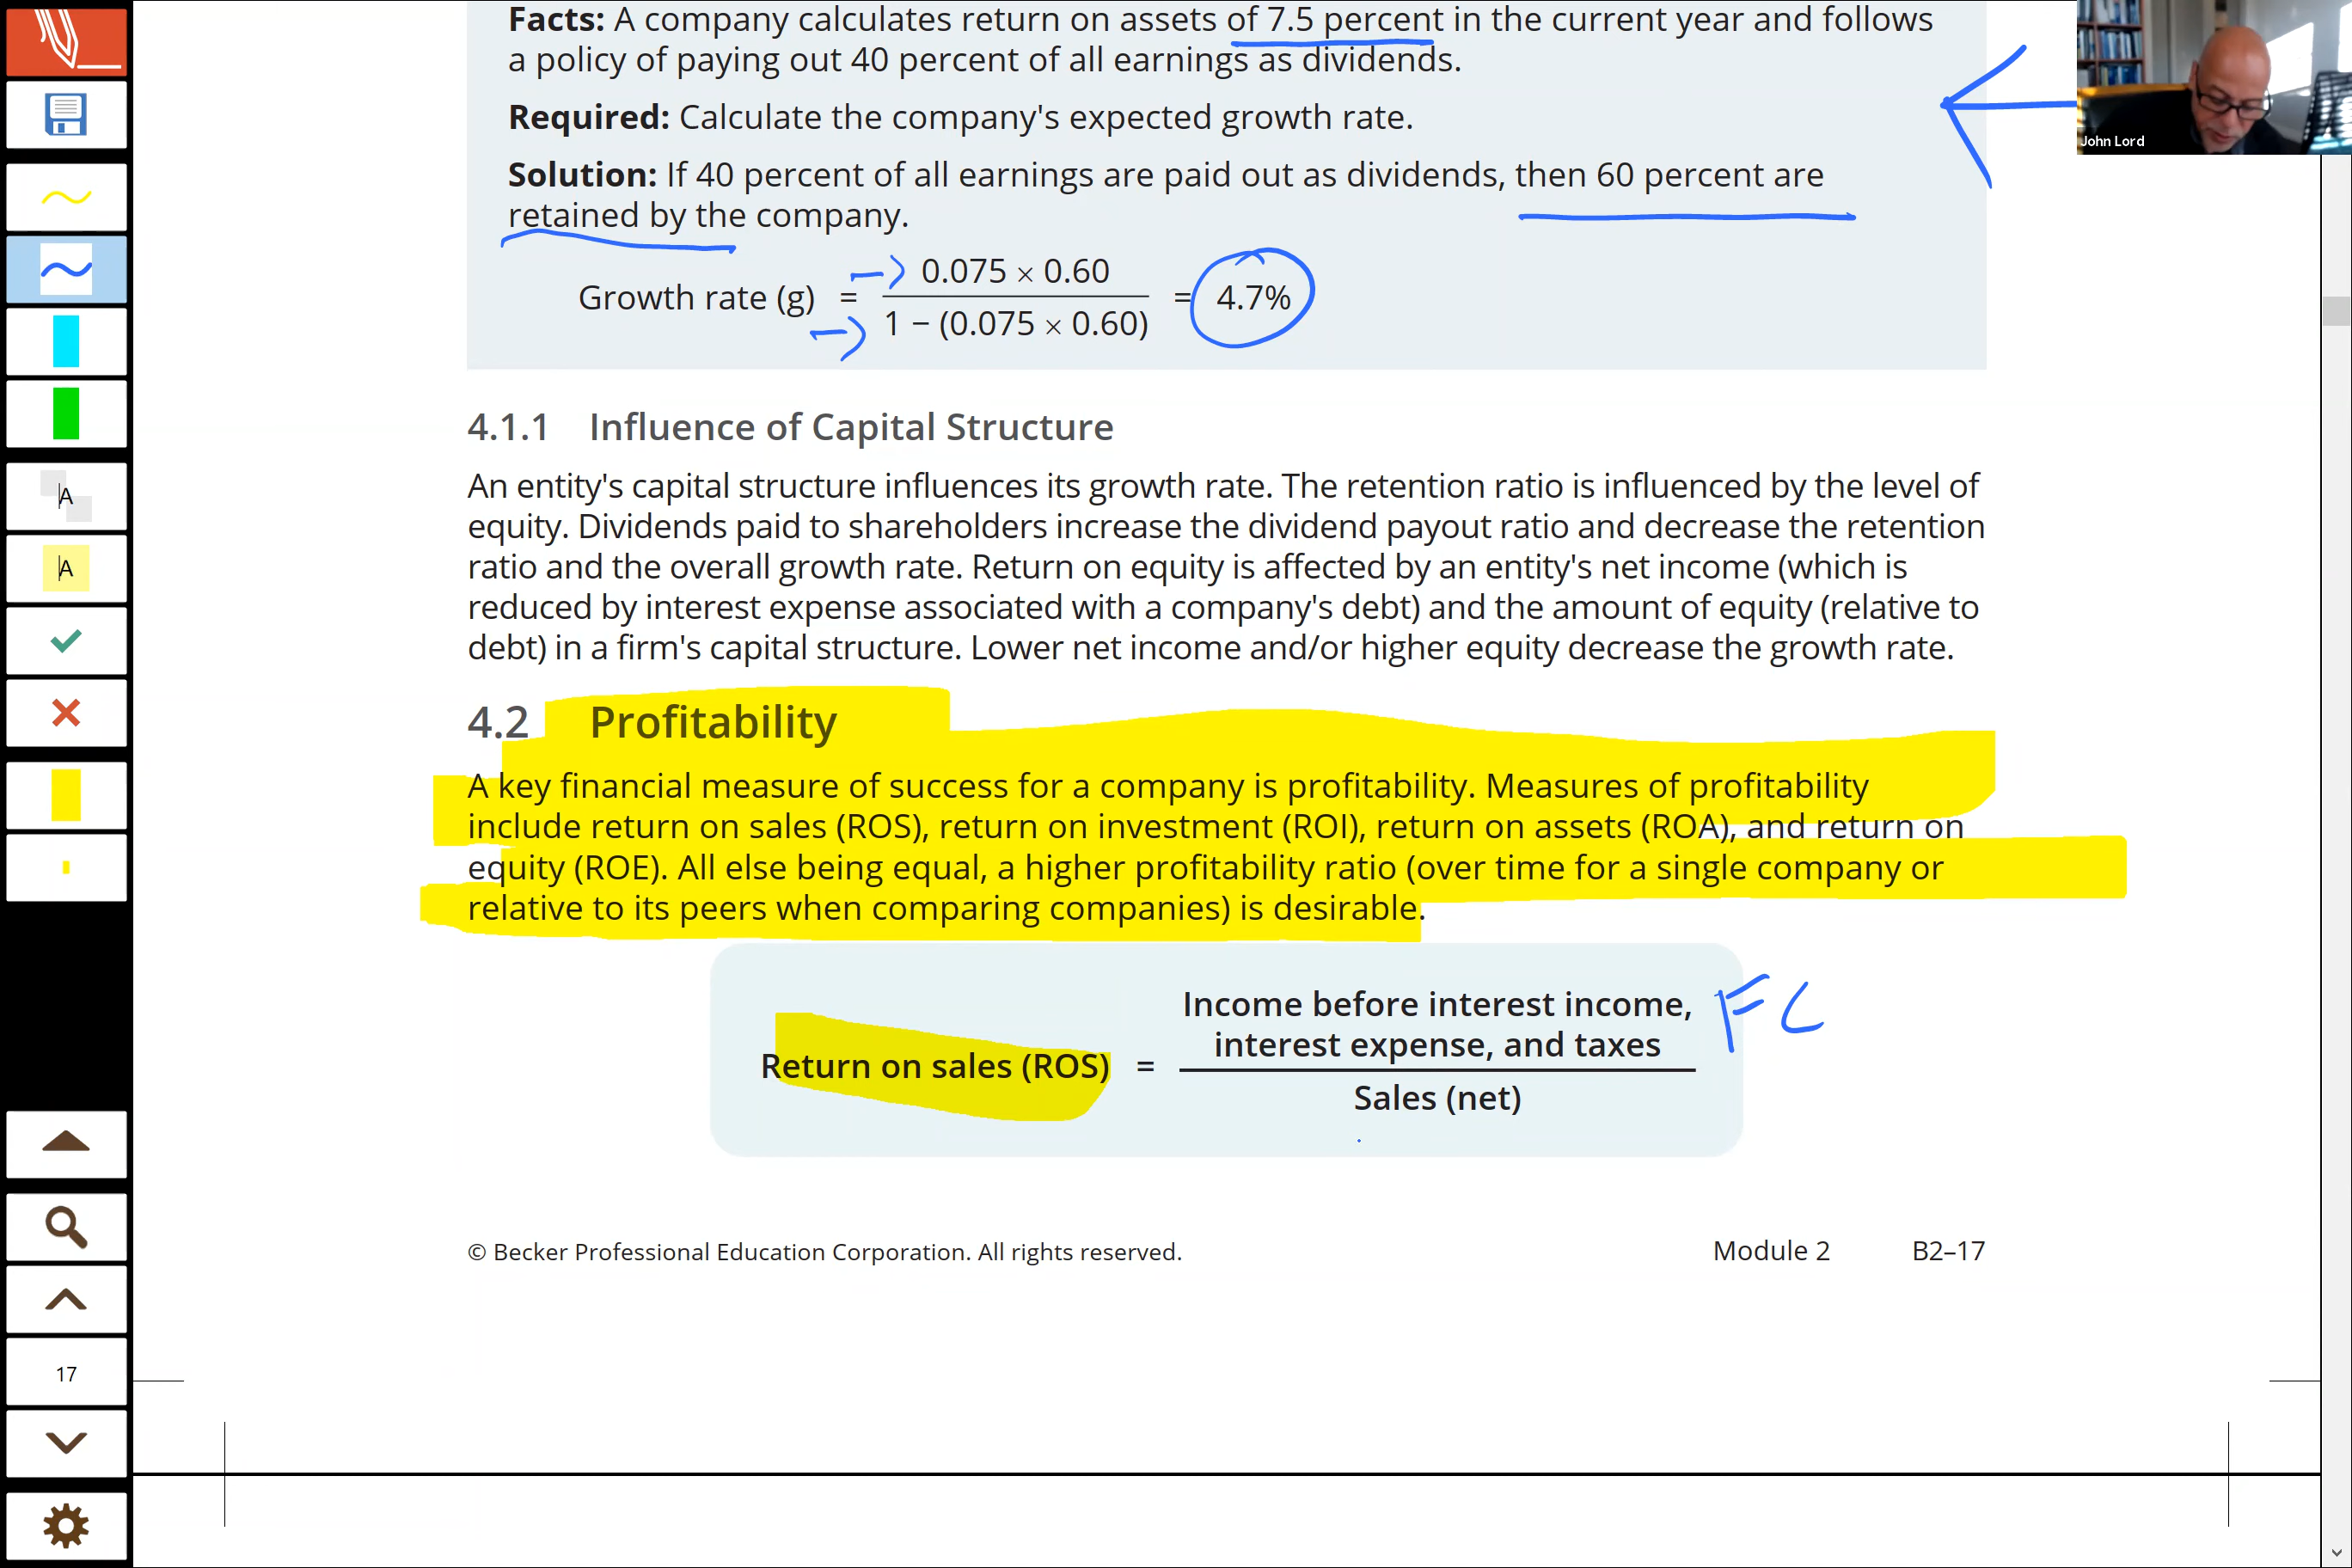 Facts: A company calculates return on assets of 7.5 percent in the current year and follows
a policy of paying out 40 percent of all earnings as dividends.
John Lord
Required: Calculate the company's expected growth rate.
Solution: If 40 percent of all earnings are paid out as dividends, then 60 percent are
retained by the company.
Growth rate (g) = 0.075 × 0.60 / 1 − (0.075 × 0.60) = 4.7%
4.1.1 Influence of Capital Structure
An entity's capital structure influences its growth rate. The retention ratio is influenced by the level of
equity. Dividends paid to shareholders increase the dividend payout ratio and decrease the retention
ratio and the overall growth rate. Return on equity is affected by an entity's net income (which is
reduced by interest expense associated with a company's debt) and the amount of equity (relative to
debt) in a firm's capital structure. Lower net income and/or higher equity decrease the growth rate.
4.2 Profitability
A key financial measure of success for a company is profitability. Measures of profitability
include return on sales (ROS), return on investment (ROI), return on assets (ROA), and return on
equity (ROE). All else being equal, a higher profitability ratio (over time for a single company or
relative to its peers when comparing companies) is desirable.
Income before interest income, FC
interest expense, and taxes
Return on sales (ROS) =
Sales (net)
© Becker Professional Education Corporation. All rights reserved. Module 2 B2–17
A
A
17